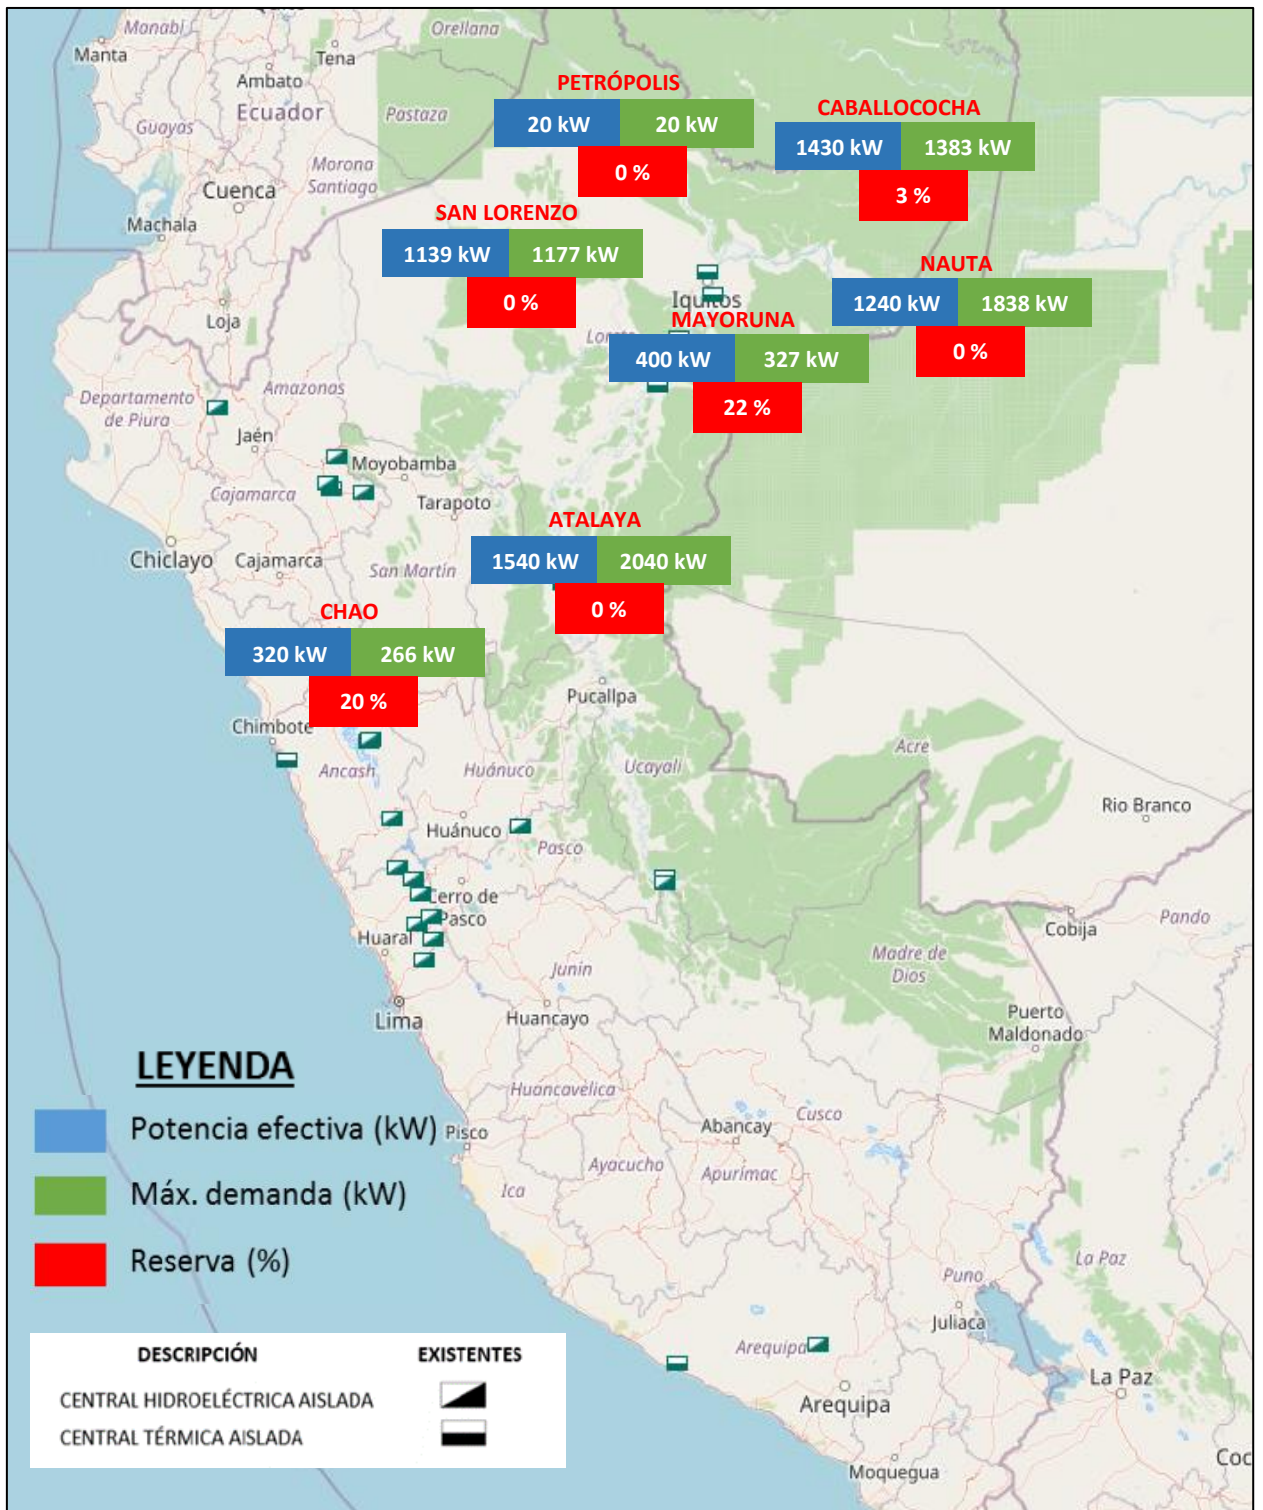 Manabí
Orellana
Manta
Tena
Ambato
Ecuador
Pastaza
Guayas
Morona
Santiago
Cuenca
Machala
Loja
PETRÓPOLIS
20 kW 20 kW
0 %
CABALLOCOCHA
1430 kW 1383 kW
3 %
SAN LORENZO
1139 kW 1177 kW
0 %
NAUTA
1240 kW 1838 kW
0 %
Iquitos
MAYORUNA
400 kW 327 kW
22 %
Departamento
de Piura
Amazonas
Jaén
Moyobamba
Cajamarca
Tarapoto
Chiclayo
Cajamarca
San Martín
ATALAYA
1540 kW 2040 kW
0 %
CHAO
320 kW 266 kW
20 %
Pucallpa
Chimbote
Ancash
Huánuco
Ucayali
Acre
Rio Branco
Huánuco
Pasco
Cerro de
Pasco
Huaral
Cobija
Pando
Madre de
Dios
Junín
Lima
Huancayo
Puerto
Maldonado
LEYENDA
Potencia efectiva (kW)
Máx. demanda (kW)
Reserva (%)
Huancavelica
Pisco
Abancay
Cusco
Ayacucho
Apurímac
Ica
La Paz
Puno
Juliaca
Arequipa
La Paz
Arequipa
Moquegua
Coc
DESCRIPCIÓN EXISTENTES
CENTRAL HIDROELÉCTRICA AISLADA
CENTRAL TÉRMICA AISLADA